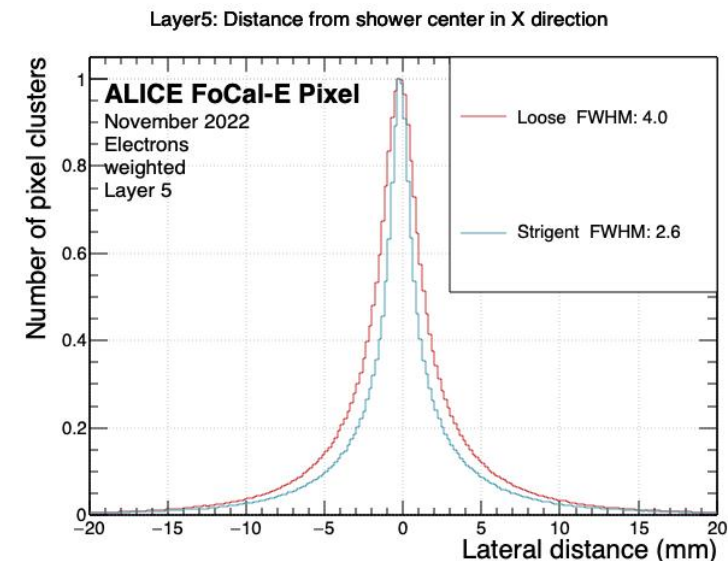 Layer5: Distance from shower center in X direction
Number of pixel clusters
1
0.8
0.6
0.4
0.2
0
ALICE FoCal-E Pixel
November 2022
Electrons
weighted
Layer 5
Loose FWHM: 4.0
Strigent FWHM: 2.6
−20 −15 −10 −5 0 5 10 15 20
Lateral distance (mm)